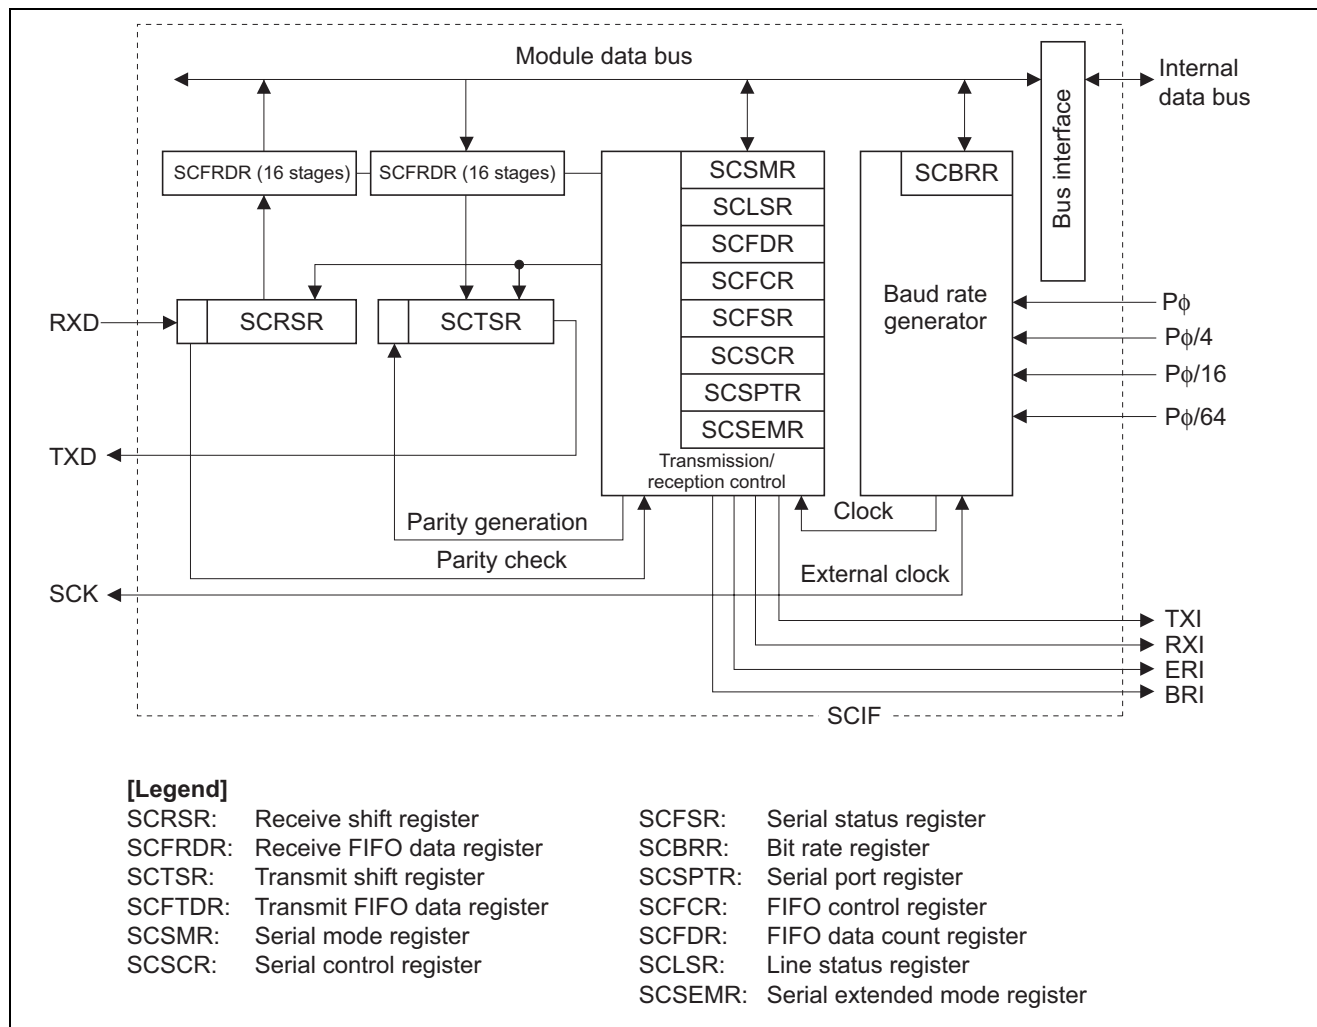 Module data bus
Internal
data bus
Bus interface
SCFRDR (16 stages)
SCFRDR (16 stages)
SCSMR
SCLSR
SCFDR
SCFCR
SCFSR
SCSCR
SCSPTR
SCSEMR
Transmission/
reception control
SCBRR
Baud rate
generator
RXD
SCRSR
SCTSR
Pϕ
Pϕ/4
Pϕ/16
Pϕ/64
TXD
Parity generation
Parity check
Clock
External clock
SCK
TXI
RXI
ERI
BRI
SCIF
[Legend]
SCRSR: Receive shift register
SCFRDR: Receive FIFO data register
SCTSR: Transmit shift register
SCFTDR: Transmit FIFO data register
SCSMR: Serial mode register
SCSCR: Serial control register
SCFSR: Serial status register
SCBRR: Bit rate register
SCSPTR: Serial port register
SCFCR: FIFO control register
SCFDR: FIFO data count register
SCLSR: Line status register
SCSEMR: Serial extended mode register